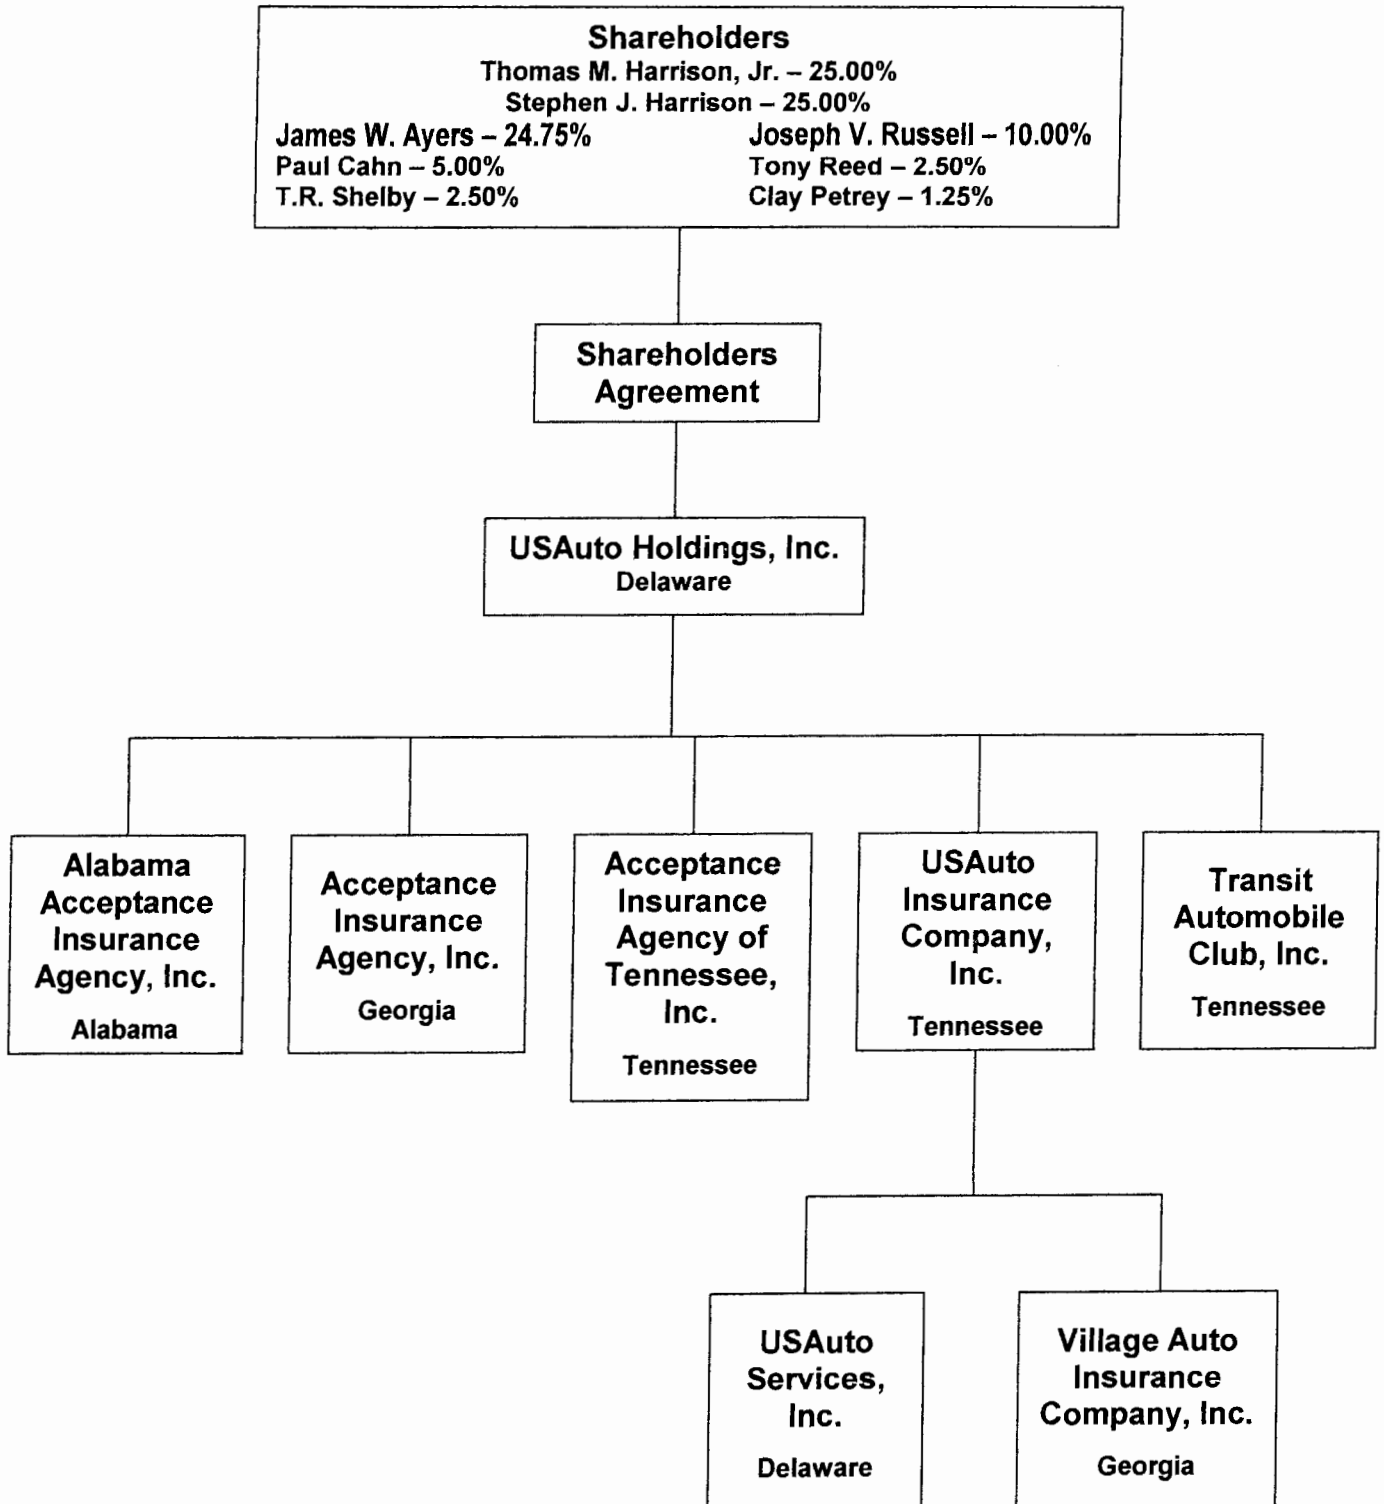 Shareholders
Thomas M. Harrison, Jr. – 25.00%
Stephen J. Harrison – 25.00%
James W. Ayers – 24.75%
Joseph V. Russell – 10.00%
Paul Cahn – 5.00%
Tony Reed – 2.50%
T.R. Shelby – 2.50%
Clay Petrey – 1.25%
Shareholders
Agreement
USAuto Holdings, Inc.
Delaware
Alabama
Acceptance
Insurance
Agency, Inc.
Alabama
Acceptance
Insurance
Agency, Inc.
Georgia
Acceptance
Insurance
Agency of
Tennessee,
Inc.
Tennessee
USAuto
Insurance
Company,
Inc.
Tennessee
Transit
Automobile
Club, Inc.
Tennessee
USAuto
Services,
Inc.
Delaware
Village Auto
Insurance
Company, Inc.
Georgia